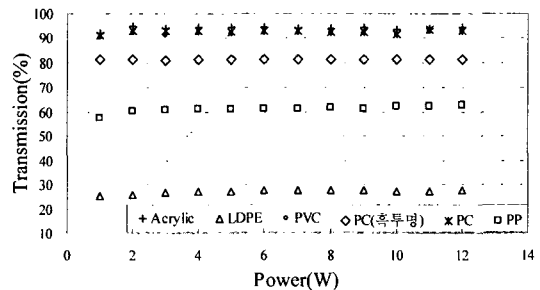 Transmission(%)
100
90
80
70
60
50
40
30
20
10
+ Acrylic △ LDPE ○ PVC ◇ PC(흑투명) ✱ PC □ PP
0 2 4 6 8 10 12 14
Power(W)